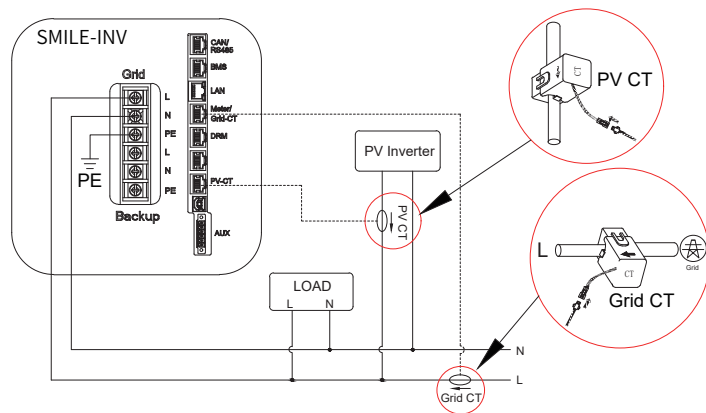 SMILE-INV
Grid
L
N
PE
L
N
PE
Backup
PE
CAN/
RS485
BMS
LAN
Meter/
Grid-CT
DRM
PV-CT
AUX
PV Inverter
PV CT
LOAD
L
N
N
L
Grid CT
CT
PV CT
L
CT
Grid
Grid CT